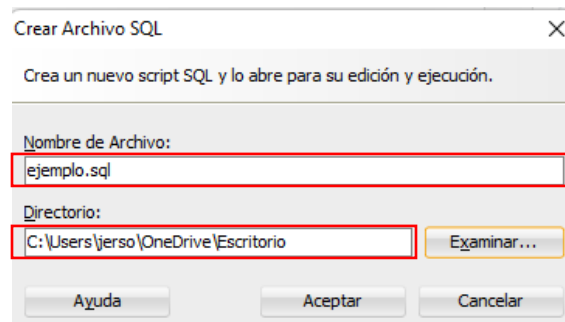 Crear Archivo SQL
Crea un nuevo script SQL y lo abre para su edición y ejecución.
Nombre de Archivo:
ejemplo.sql
Directorio:
C:\Users\jerso\OneDrive\Escritorio
Examinar...
Ayuda
Aceptar
Cancelar